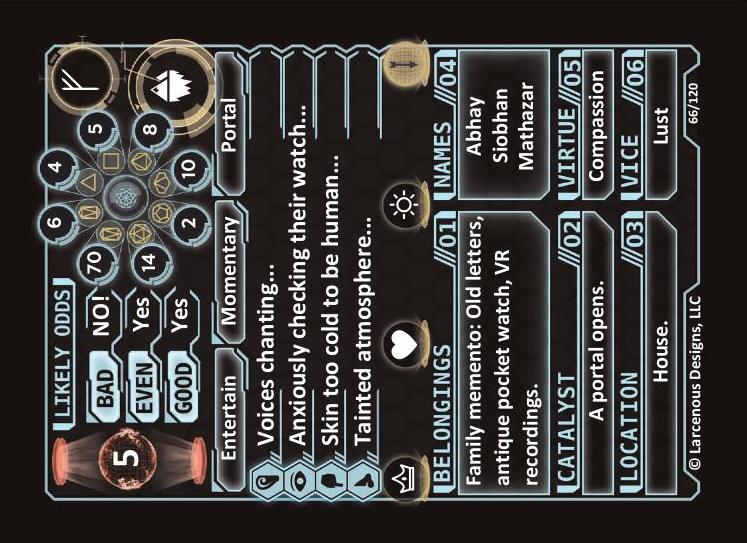 5
LIKELY ODDS
BAD NO!
EVEN Yes
GOOD Yes
6
4
5
8
10
2
14
70
Entertain Momentary Portal
Voices chanting...
Anxiously checking their watch...
Skin too cold to be human...
Tainted atmosphere...
BELONGINGS 01
Family memento: Old letters,
antique pocket watch, VR
recordings.
NAMES 04
Abhay
Siobhan
Mathazar
CATALYST 02
A portal opens.
VIRTUE 05
Compassion
LOCATION 03
House.
VICE 06
Lust
© Larcenous Designs, LLC
66/120